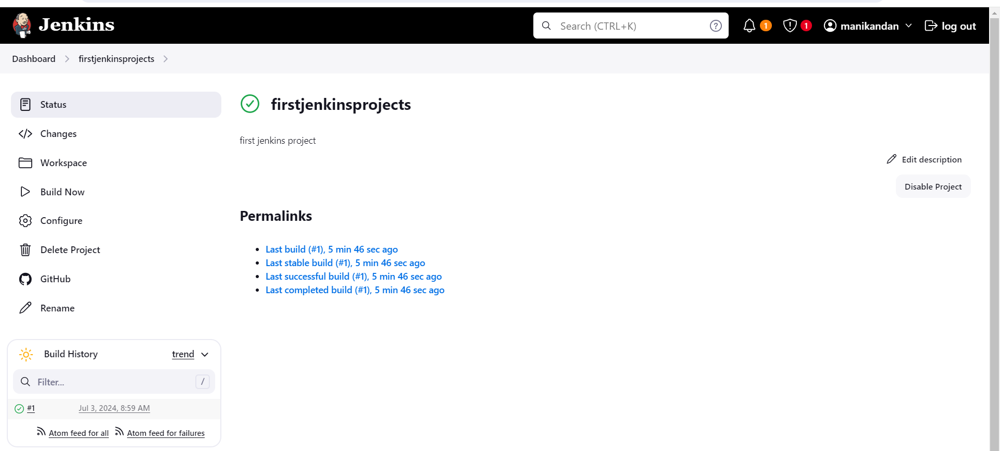 Jenkins
Search (CTRL+K)
?
1
1
manikandan
log out
Dashboard
firstjenkinsprojects
Status
Changes
Workspace
Build Now
Configure
Delete Project
GitHub
Rename
firstjenkinsprojects
first jenkins project
Edit description
Disable Project
Permalinks
• Last build (#1), 5 min 46 sec ago
• Last stable build (#1), 5 min 46 sec ago
• Last successful build (#1), 5 min 46 sec ago
• Last completed build (#1), 5 min 46 sec ago
Build History
trend
Filter...
/
#1
Jul 3, 2024, 8:59 AM
Atom feed for all
Atom feed for failures